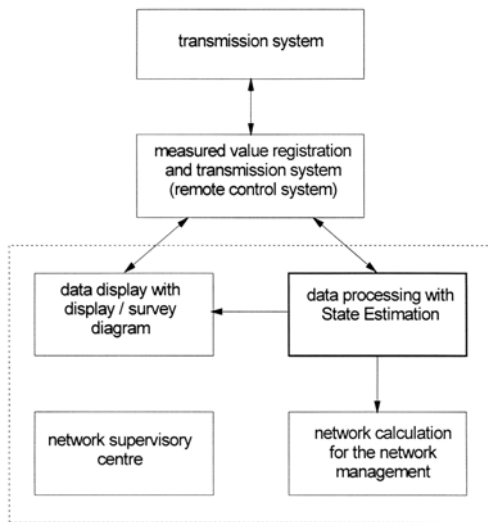 transmission system
measured value registration
and transmission system
(remote control system)
data display with
display / survey
diagram
data processing with
State Estimation
network supervisory
centre
network calculation
for the network
management